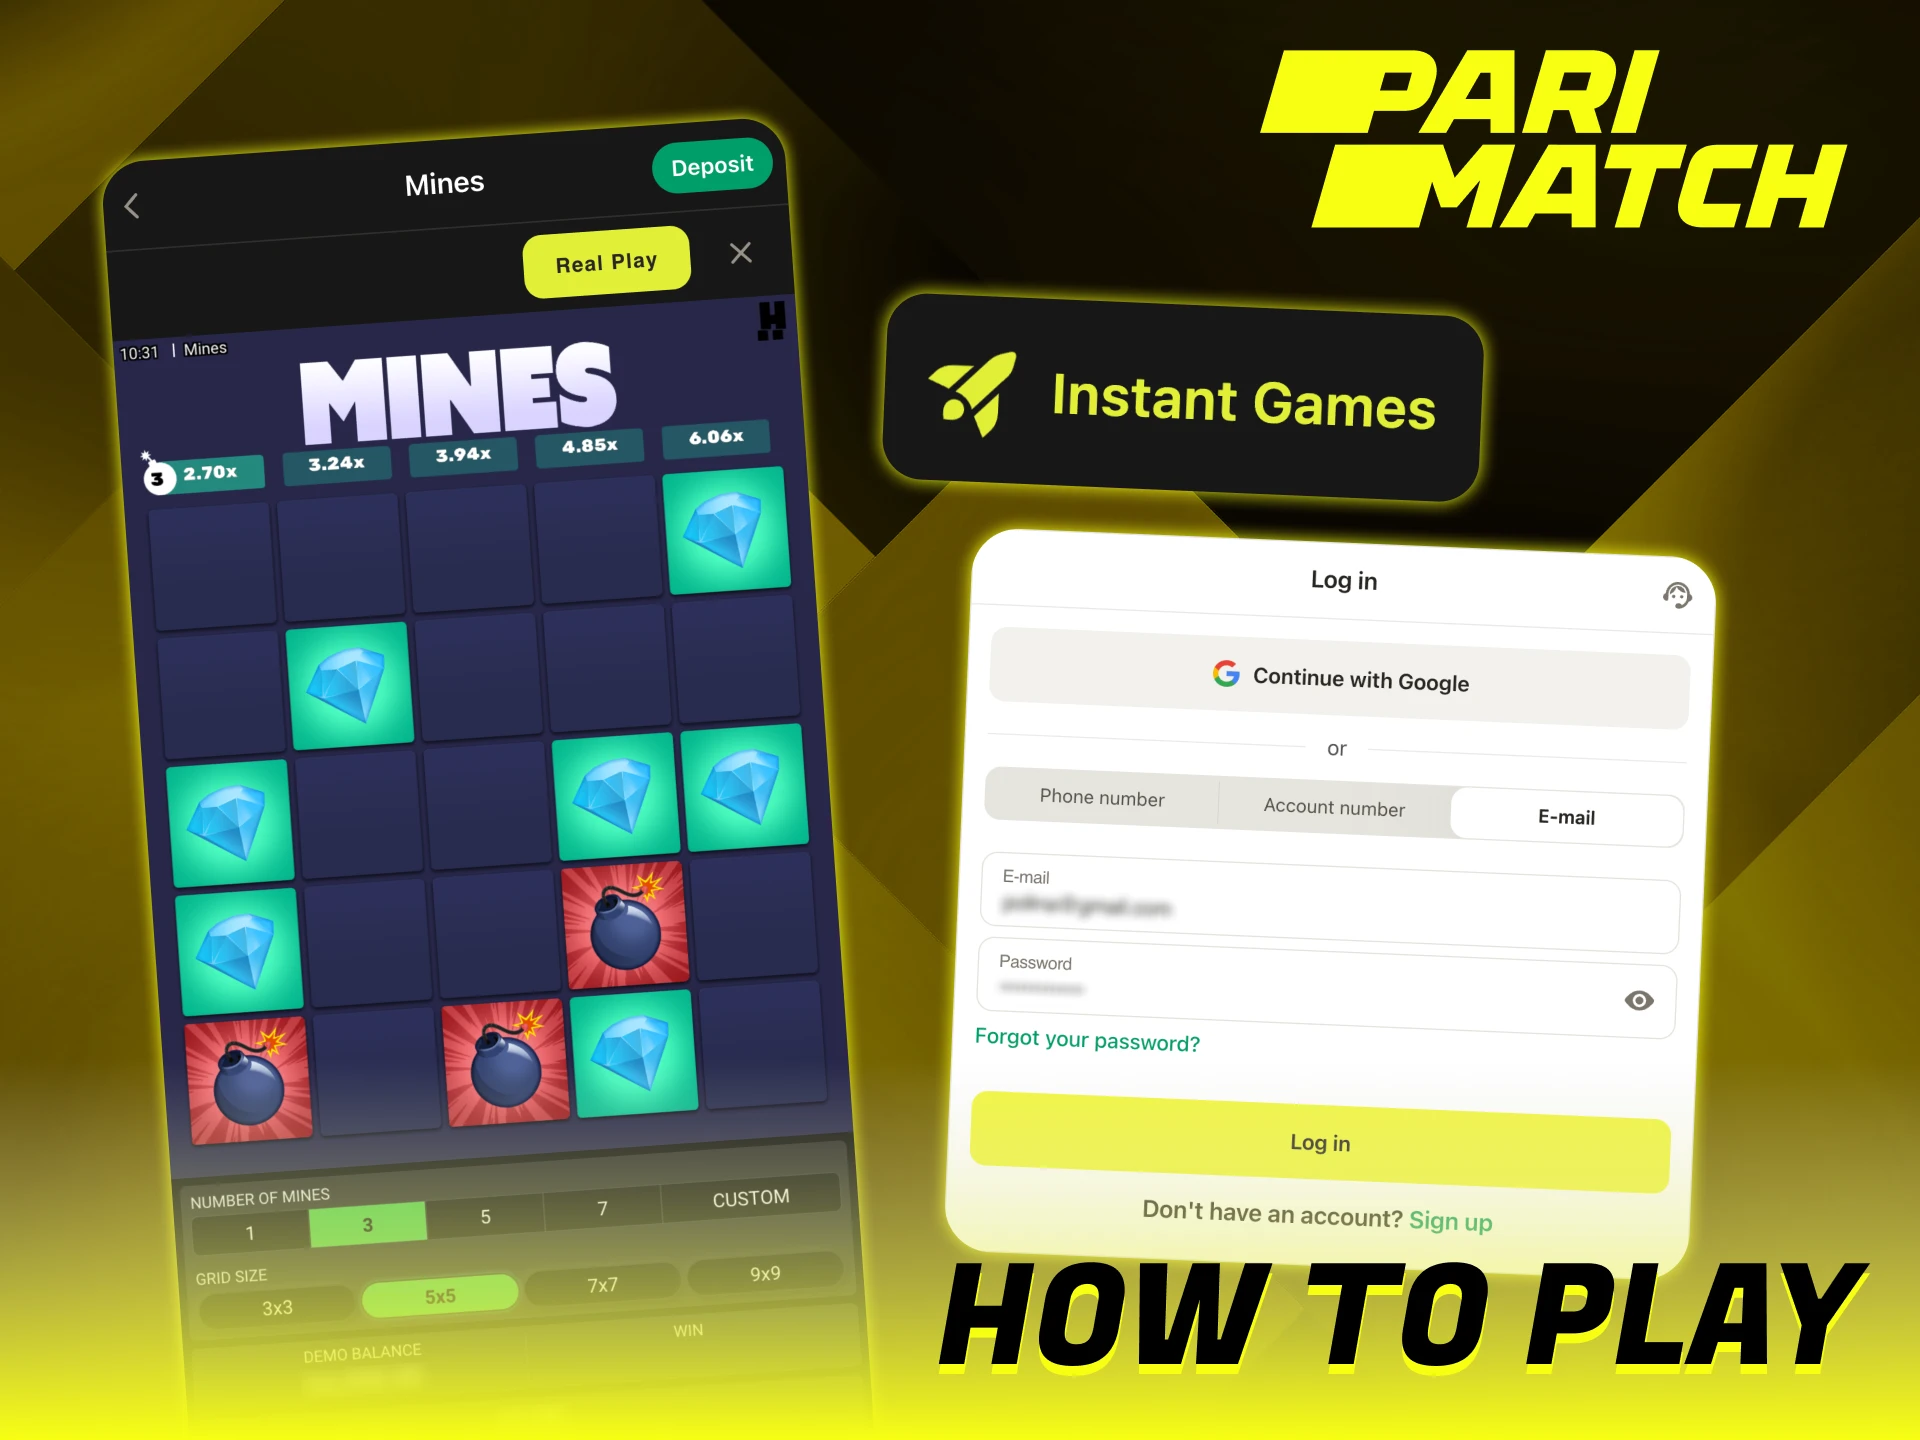 PARI
MATCH
Mines
Deposit
Real Play
10:31 | Mines
MINES
3
2.70x
3.24x
3.94x
4.85x
6.06x
NUMBER OF MINES
1
3
5
7
CUSTOM
GRID SIZE
3x3
5x5
7x7
9x9
DEMO BALANCE
WIN
Instant Games
Log in
Continue with Google
or
Phone number
Account number
E-mail
E-mail
Password
Forgot your password?
Log in
Don't have an account? Sign up
HOW TO PLAY